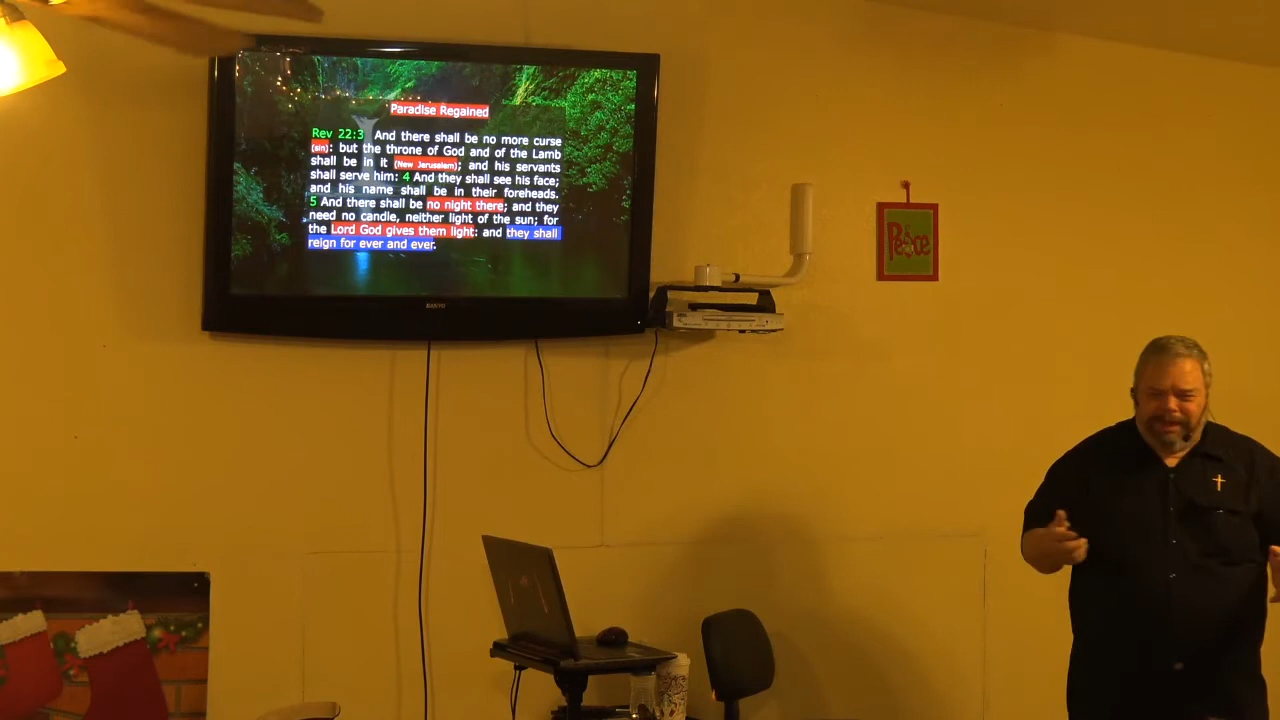 Paradise Regained
Rev 22:3 And there shall be no more curse
(sin): but the throne of God and of the Lamb
shall be in it (New Jerusalem); and his servants
shall serve him: 4 And they shall see his face;
and his name shall be in their foreheads.
5 And there shall be no night there; and they
need no candle, neither light of the sun; for
the Lord God gives them light: and they shall
reign for ever and ever.
SANYO
Peace